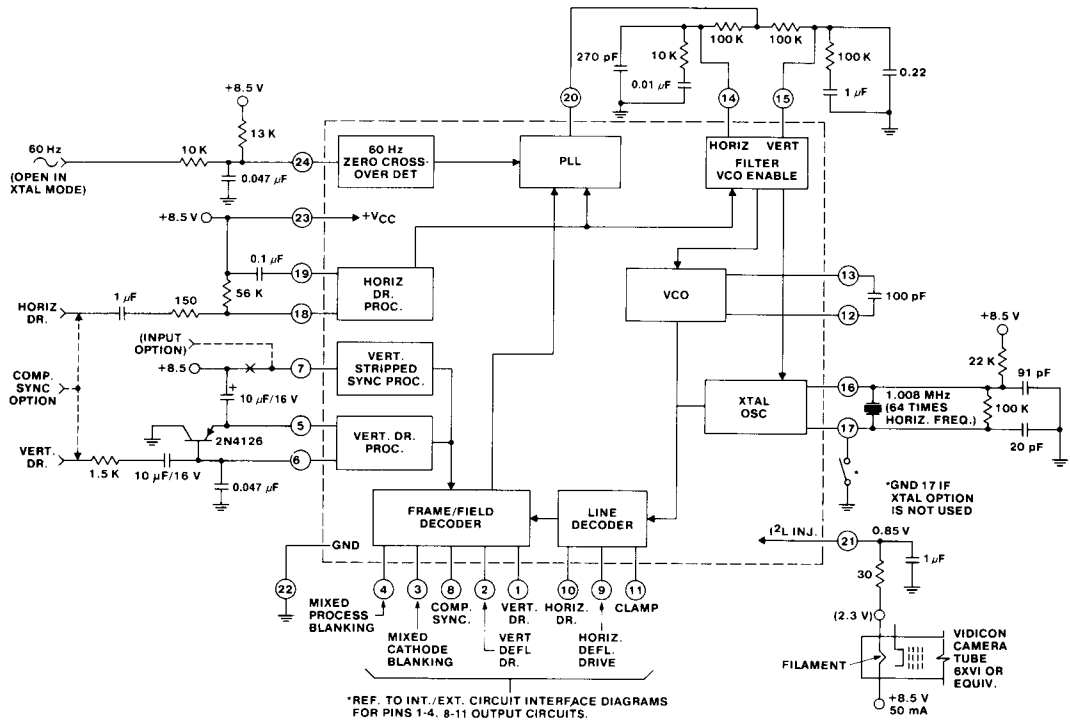 270 pF
10 K
0.01 µF
100 K
100 K
100 K
1 µF
0.22
20
14
15
+8.5 V
13 K
60 Hz
(OPEN IN
XTAL MODE)
10 K
0.047 µF
24
60 Hz
ZERO CROSS-
OVER DET
PLL
HORIZ VERT
FILTER
VCO ENABLE
+8.5 V
23
+VCC
0.1 µF
19
56 K
HORIZ
DR.
PROC.
1 µF
150
18
HORIZ
DR.
VCO
13
12
100 pF
(INPUT
OPTION)
+8.5
7
VERT.
STRIPPED
SYNC PROC.
COMP.
SYNC
OPTION
+
10 µF/16 V
5
2N4126
VERT. DR.
PROC.
6
VERT.
DR.
1.5 K
10 µF/16 V
0.047 µF
XTAL
OSC
16
17
+8.5 V
22 K
91 pF
1.008 MHz
(64 TIMES
HORIZ. FREQ.)
100 K
20 pF
*
*GND 17 IF
XTAL OPTION
IS NOT USED
FRAME/FIELD
DECODER
LINE
DECODER
GND
22
I2L INJ.
21
0.85 V
1 µF
30
(2.3 V)
4
3
8
2
1
10
9
11
MIXED
PROCESS
BLANKING
MIXED
CATHODE
BLANKING
COMP.
SYNC.
VERT
DEFL
DR.
VERT.
DR.
HORIZ.
DR.
HORIZ.
DEFL.
DRIVE
CLAMP
FILAMENT
VIDICON
CAMERA
TUBE
6XVI OR
EQUIV.
+8.5 V
50 mA
*REF. TO INT./EXT. CIRCUIT INTERFACE DIAGRAMS
FOR PINS 1-4, 8-11 OUTPUT CIRCUITS.